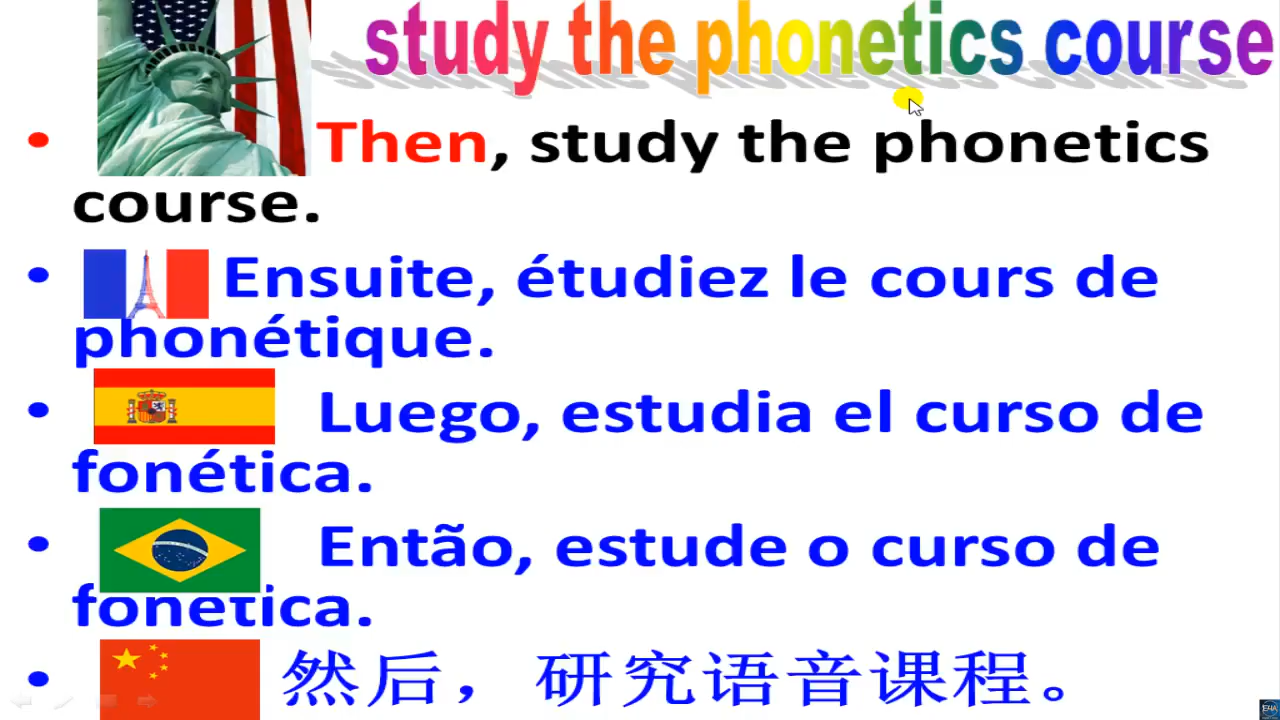 study the phonetics course
Then, study the phonetics
course.
Ensuite, étudiez le cours de
phonétique.
Luego, estudia el curso de
fonética.
Então, estude o curso de
fonética.
然后，研究语音课程。